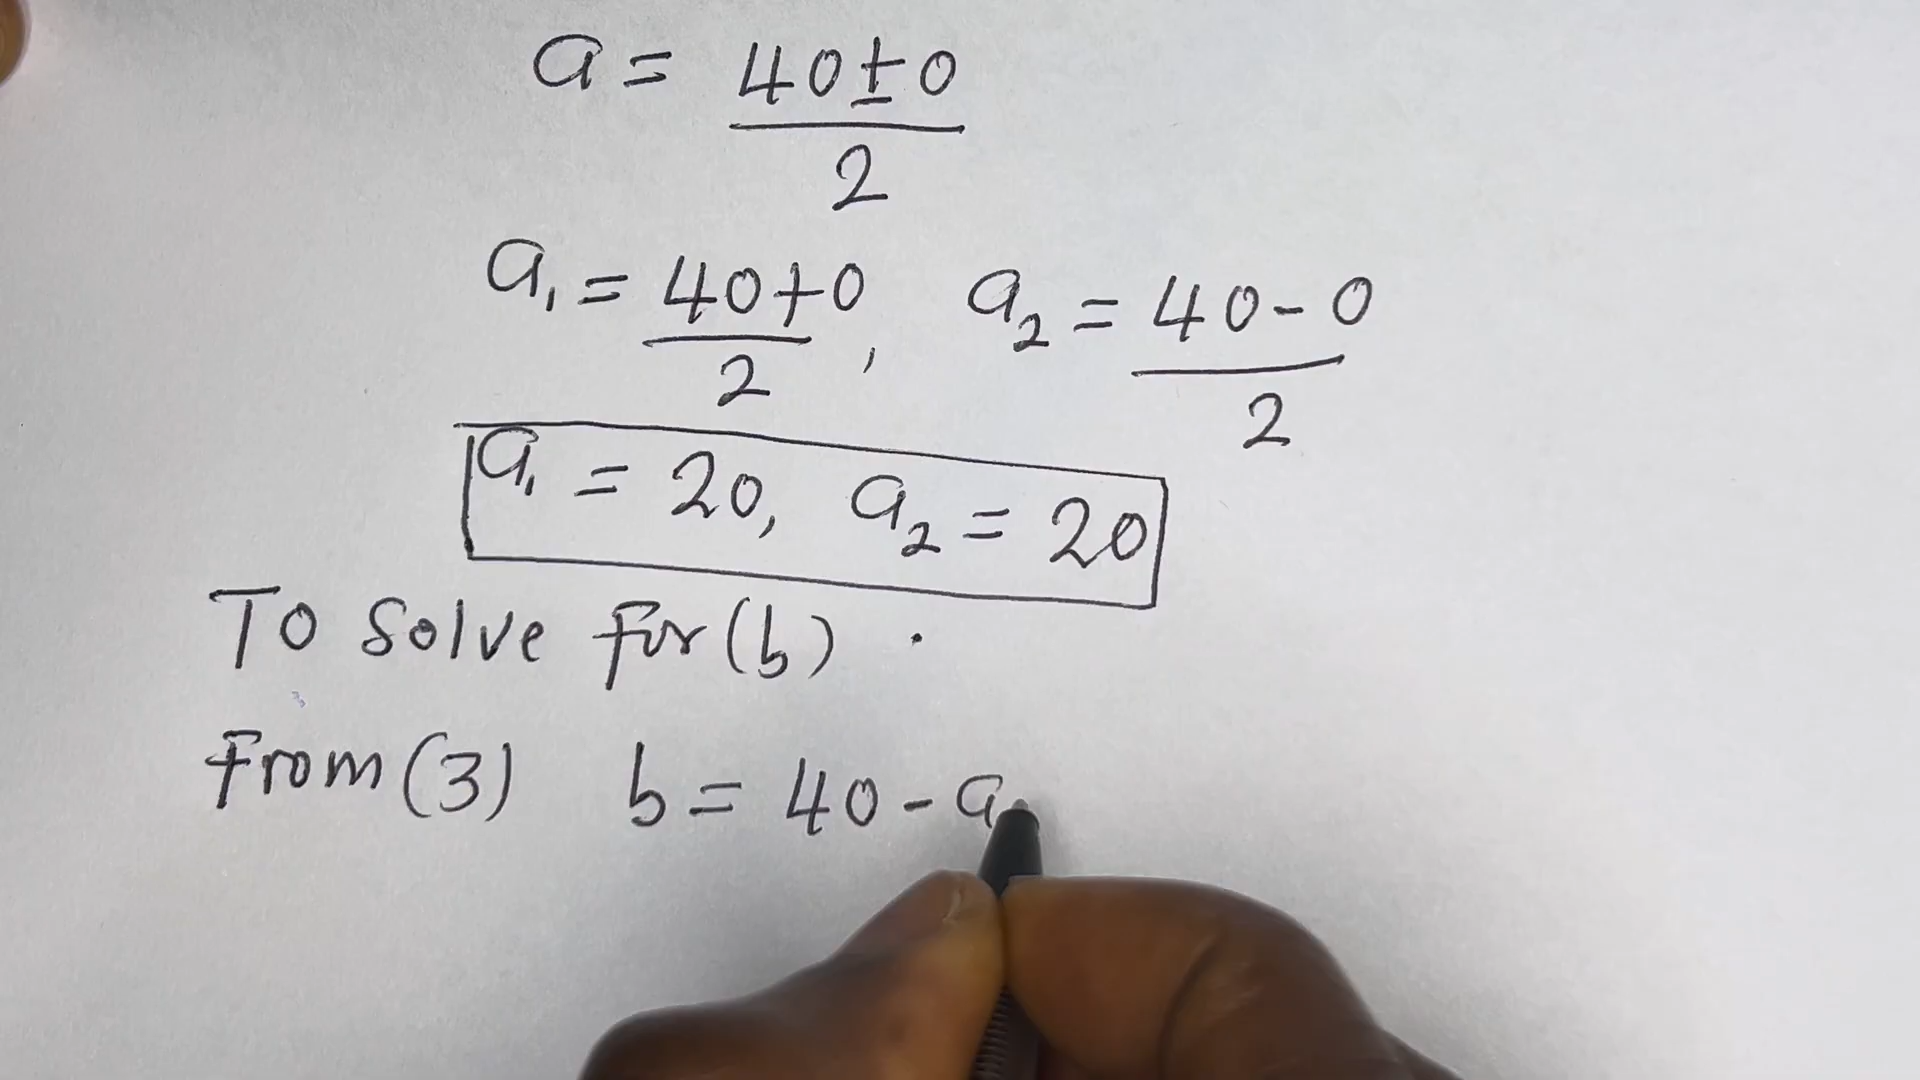 a = 40±0
2
a₁ = 40+0 , a₂ = 40-0
2 2
a₁ = 20, a₂ = 20
To Solve for (b) .
From (3) b = 40 - a